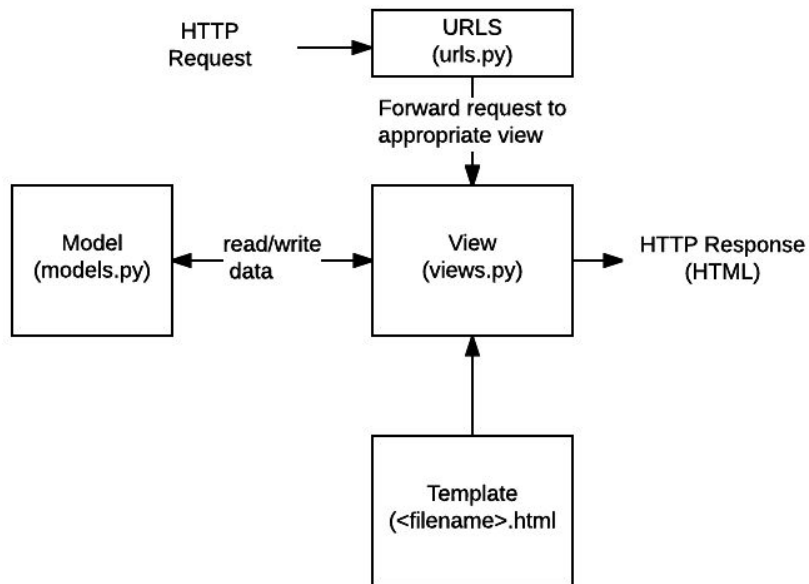 HTTP
Request
URLS
(urls.py)
Forward request to
appropriate view
Model
(models.py)
read/write
data
View
(views.py)
HTTP Response
(HTML)
Template
(<filename>.html